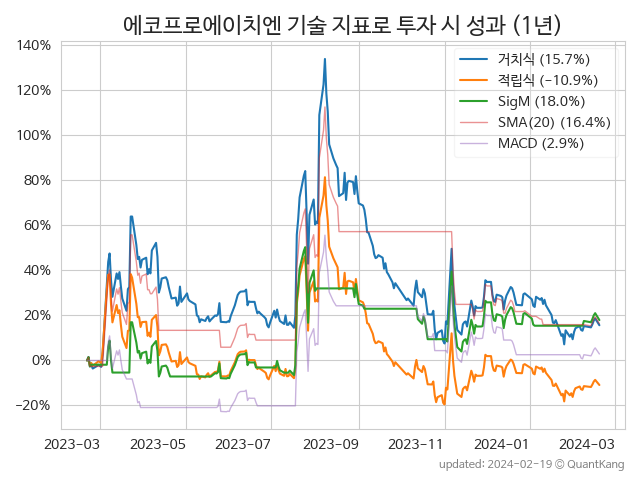 에코프로에이치엔 기술 지표로 투자 시 성과 (1년)
140%
120%
100%
80%
60%
40%
20%
0%
−20%
거치식 (15.7%)
적립식 (-10.9%)
SigM (18.0%)
SMA(20) (16.4%)
MACD (2.9%)
2023-03 2023-05 2023-07 2023-09 2023-11 2024-01 2024-03
updated: 2024-02-19 © QuantKang